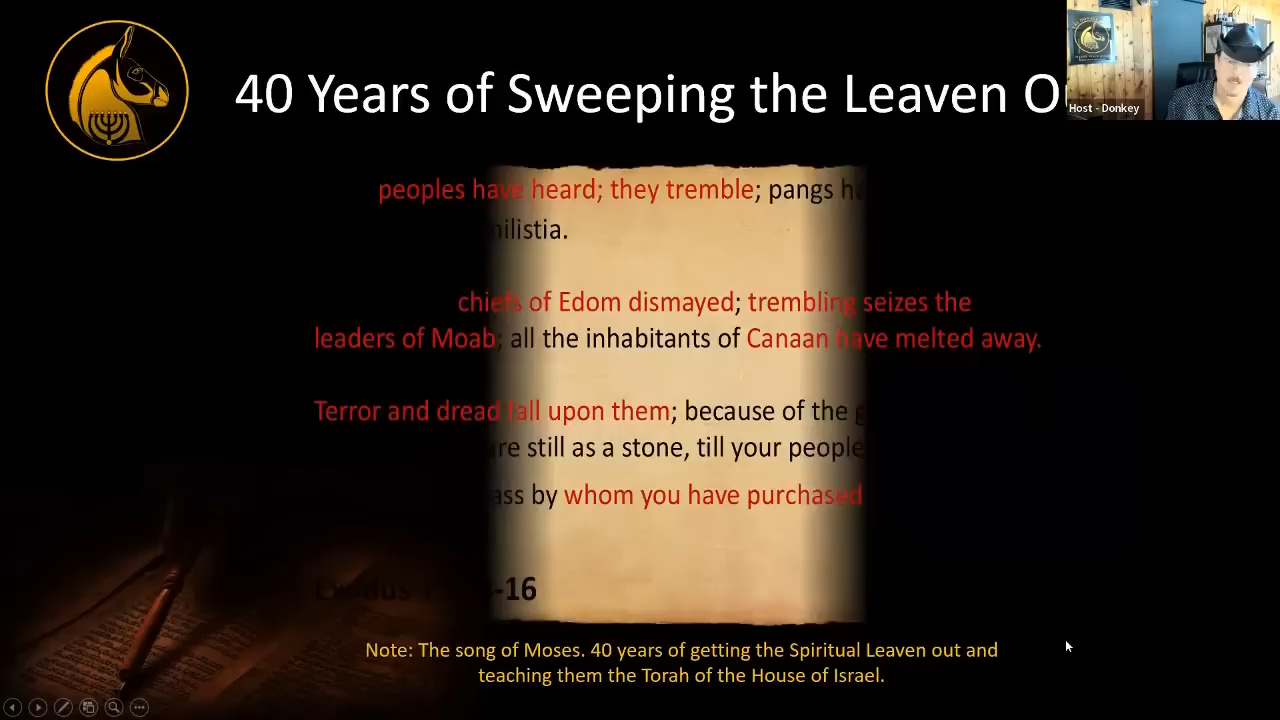 40 Years of Sweeping the Leaven O
Host - Donkey
peoples have heard; they tremble; pangs ha
ilistia.
chiefs of Edom dismayed; trembling seizes the
leaders of Moab; all the inhabitants of Canaan have melted away.
Terror and dread fall upon them; because of the g
re still as a stone, till your people
ass by whom you have purchased
Exodus 1 -16
Note: The song of Moses. 40 years of getting the Spiritual Leaven out and
teaching them the Torah of the House of Israel.